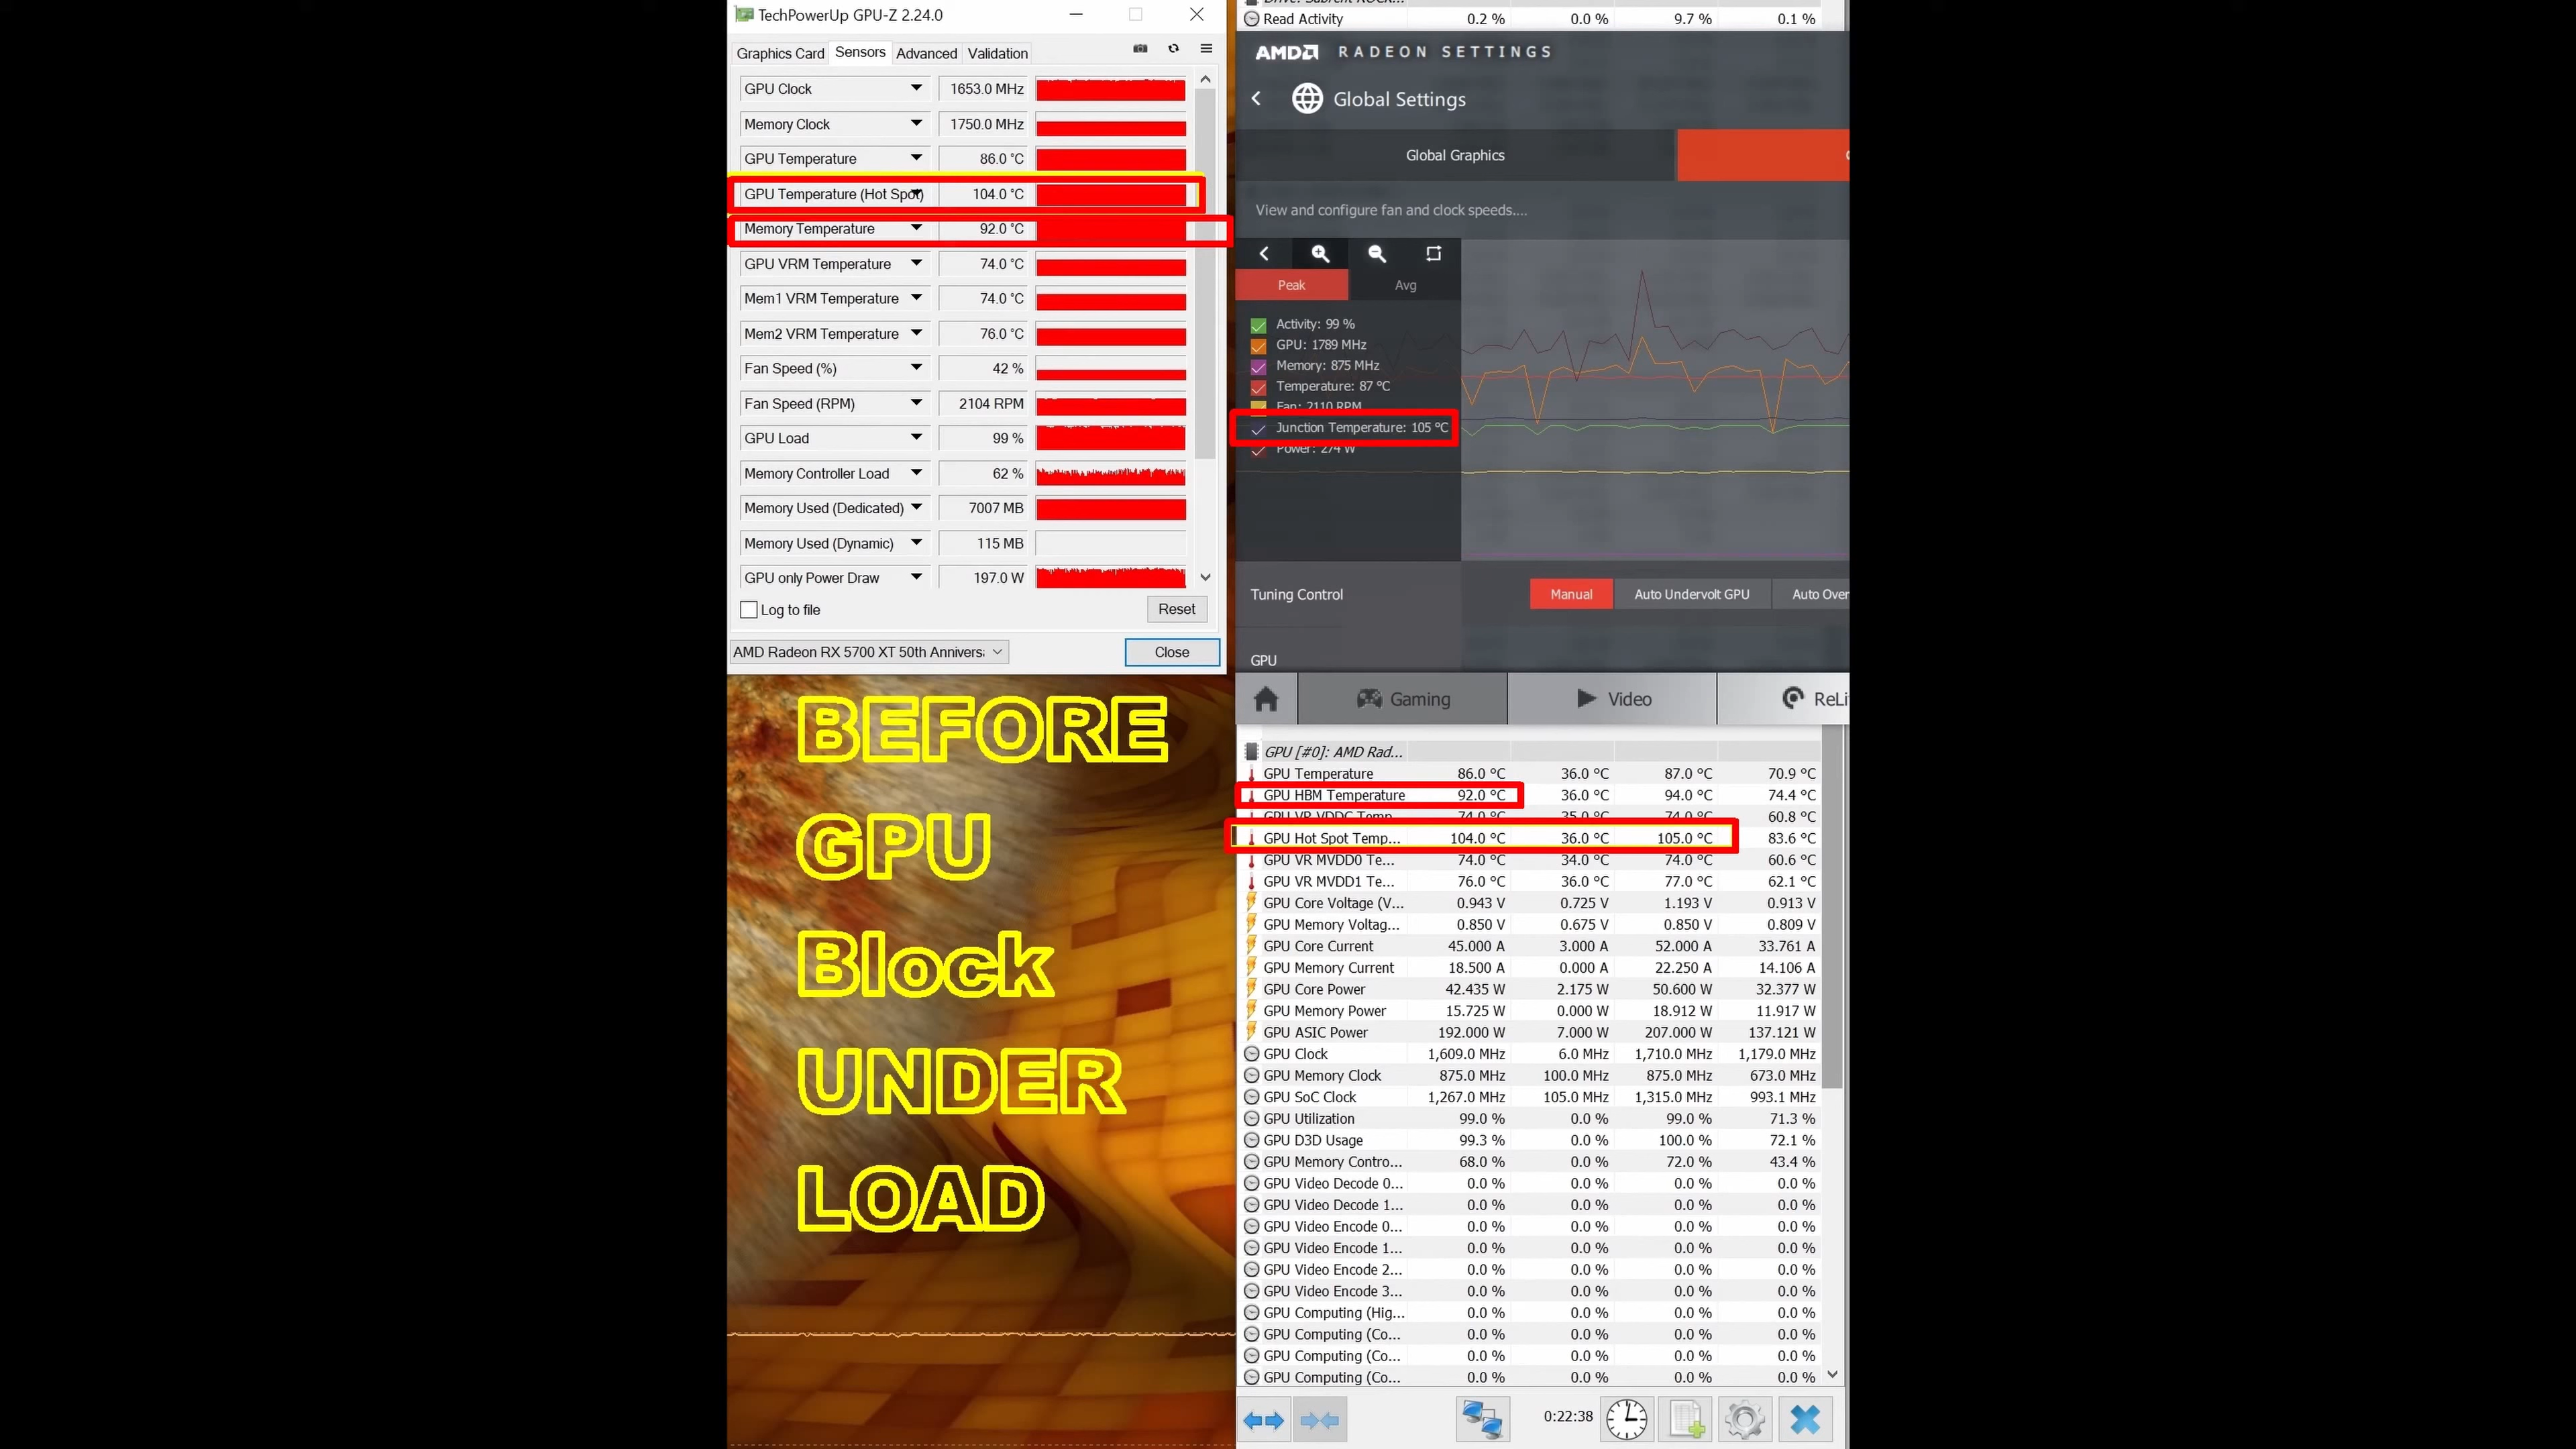 TechPowerUp GPU-Z 2.24.0
Graphics Card Sensors Advanced Validation
GPU Clock 1653.0 MHz
Memory Clock 1750.0 MHz
GPU Temperature 86.0 °C
GPU Temperature (Hot Spot) 104.0 °C
Memory Temperature 92.0 °C
GPU VRM Temperature 74.0 °C
Mem1 VRM Temperature 74.0 °C
Mem2 VRM Temperature 76.0 °C
Fan Speed (%) 42 %
Fan Speed (RPM) 2104 RPM
GPU Load 99 %
Memory Controller Load 62 %
Memory Used (Dedicated) 7007 MB
Memory Used (Dynamic) 115 MB
GPU only Power Draw 197.0 W
Log to file Reset
AMD Radeon RX 5700 XT 50th Annivers Close
BEFORE
GPU
Block
UNDER
LOAD
Read Activity 0.2 % 0.0 % 9.7 % 0.1 %
AMD RADEON SETTINGS
Global Settings
Global Graphics
View and configure fan and clock speeds....
Peak Avg
Activity: 99 %
GPU: 1789 MHz
Memory: 875 MHz
Temperature: 87 °C
Fan: 2110 RPM
Junction Temperature: 105 °C
Power: 274 W
Tuning Control Manual Auto Undervolt GPU Auto Over
GPU
Gaming Video ReLi
GPU [#0]: AMD Rad...
GPU Temperature 86.0 °C 36.0 °C 87.0 °C 70.9 °C
GPU HBM Temperature 92.0 °C 36.0 °C 94.0 °C 74.4 °C
GPU VR VDDC Temp 74.0 °C 35.0 °C 74.0 °C 60.8 °C
GPU Hot Spot Temp... 104.0 °C 36.0 °C 105.0 °C 83.6 °C
GPU VR MVDD0 Te... 74.0 °C 34.0 °C 74.0 °C 60.6 °C
GPU VR MVDD1 Te... 76.0 °C 36.0 °C 77.0 °C 62.1 °C
GPU Core Voltage (V... 0.943 V 0.725 V 1.193 V 0.913 V
GPU Memory Voltag... 0.850 V 0.675 V 0.850 V 0.809 V
GPU Core Current 45.000 A 3.000 A 52.000 A 33.761 A
GPU Memory Current 18.500 A 0.000 A 22.250 A 14.106 A
GPU Core Power 42.435 W 2.175 W 50.600 W 32.377 W
GPU Memory Power 15.725 W 0.000 W 18.912 W 11.917 W
GPU ASIC Power 192.000 W 7.000 W 207.000 W 137.121 W
GPU Clock 1,609.0 MHz 6.0 MHz 1,710.0 MHz 1,179.0 MHz
GPU Memory Clock 875.0 MHz 100.0 MHz 875.0 MHz 673.0 MHz
GPU SoC Clock 1,267.0 MHz 105.0 MHz 1,315.0 MHz 993.1 MHz
GPU Utilization 99.0 % 0.0 % 99.0 % 71.3 %
GPU D3D Usage 99.3 % 0.0 % 100.0 % 72.1 %
GPU Memory Contro... 68.0 % 0.0 % 72.0 % 43.4 %
GPU Video Decode 0... 0.0 % 0.0 % 0.0 % 0.0 %
GPU Video Decode 1... 0.0 % 0.0 % 0.0 % 0.0 %
GPU Video Encode 0... 0.0 % 0.0 % 0.0 % 0.0 %
GPU Video Encode 1... 0.0 % 0.0 % 0.0 % 0.0 %
GPU Video Encode 2... 0.0 % 0.0 % 0.0 % 0.0 %
GPU Video Encode 3... 0.0 % 0.0 % 0.0 % 0.0 %
GPU Computing (Hig... 0.0 % 0.0 % 0.0 % 0.0 %
GPU Computing (Co... 0.0 % 0.0 % 0.0 % 0.0 %
GPU Computing (Co... 0.0 % 0.0 % 0.0 % 0.0 %
GPU Computing (Co... 0.0 % 0.0 % 0.0 % 0.0 %
0:22:38